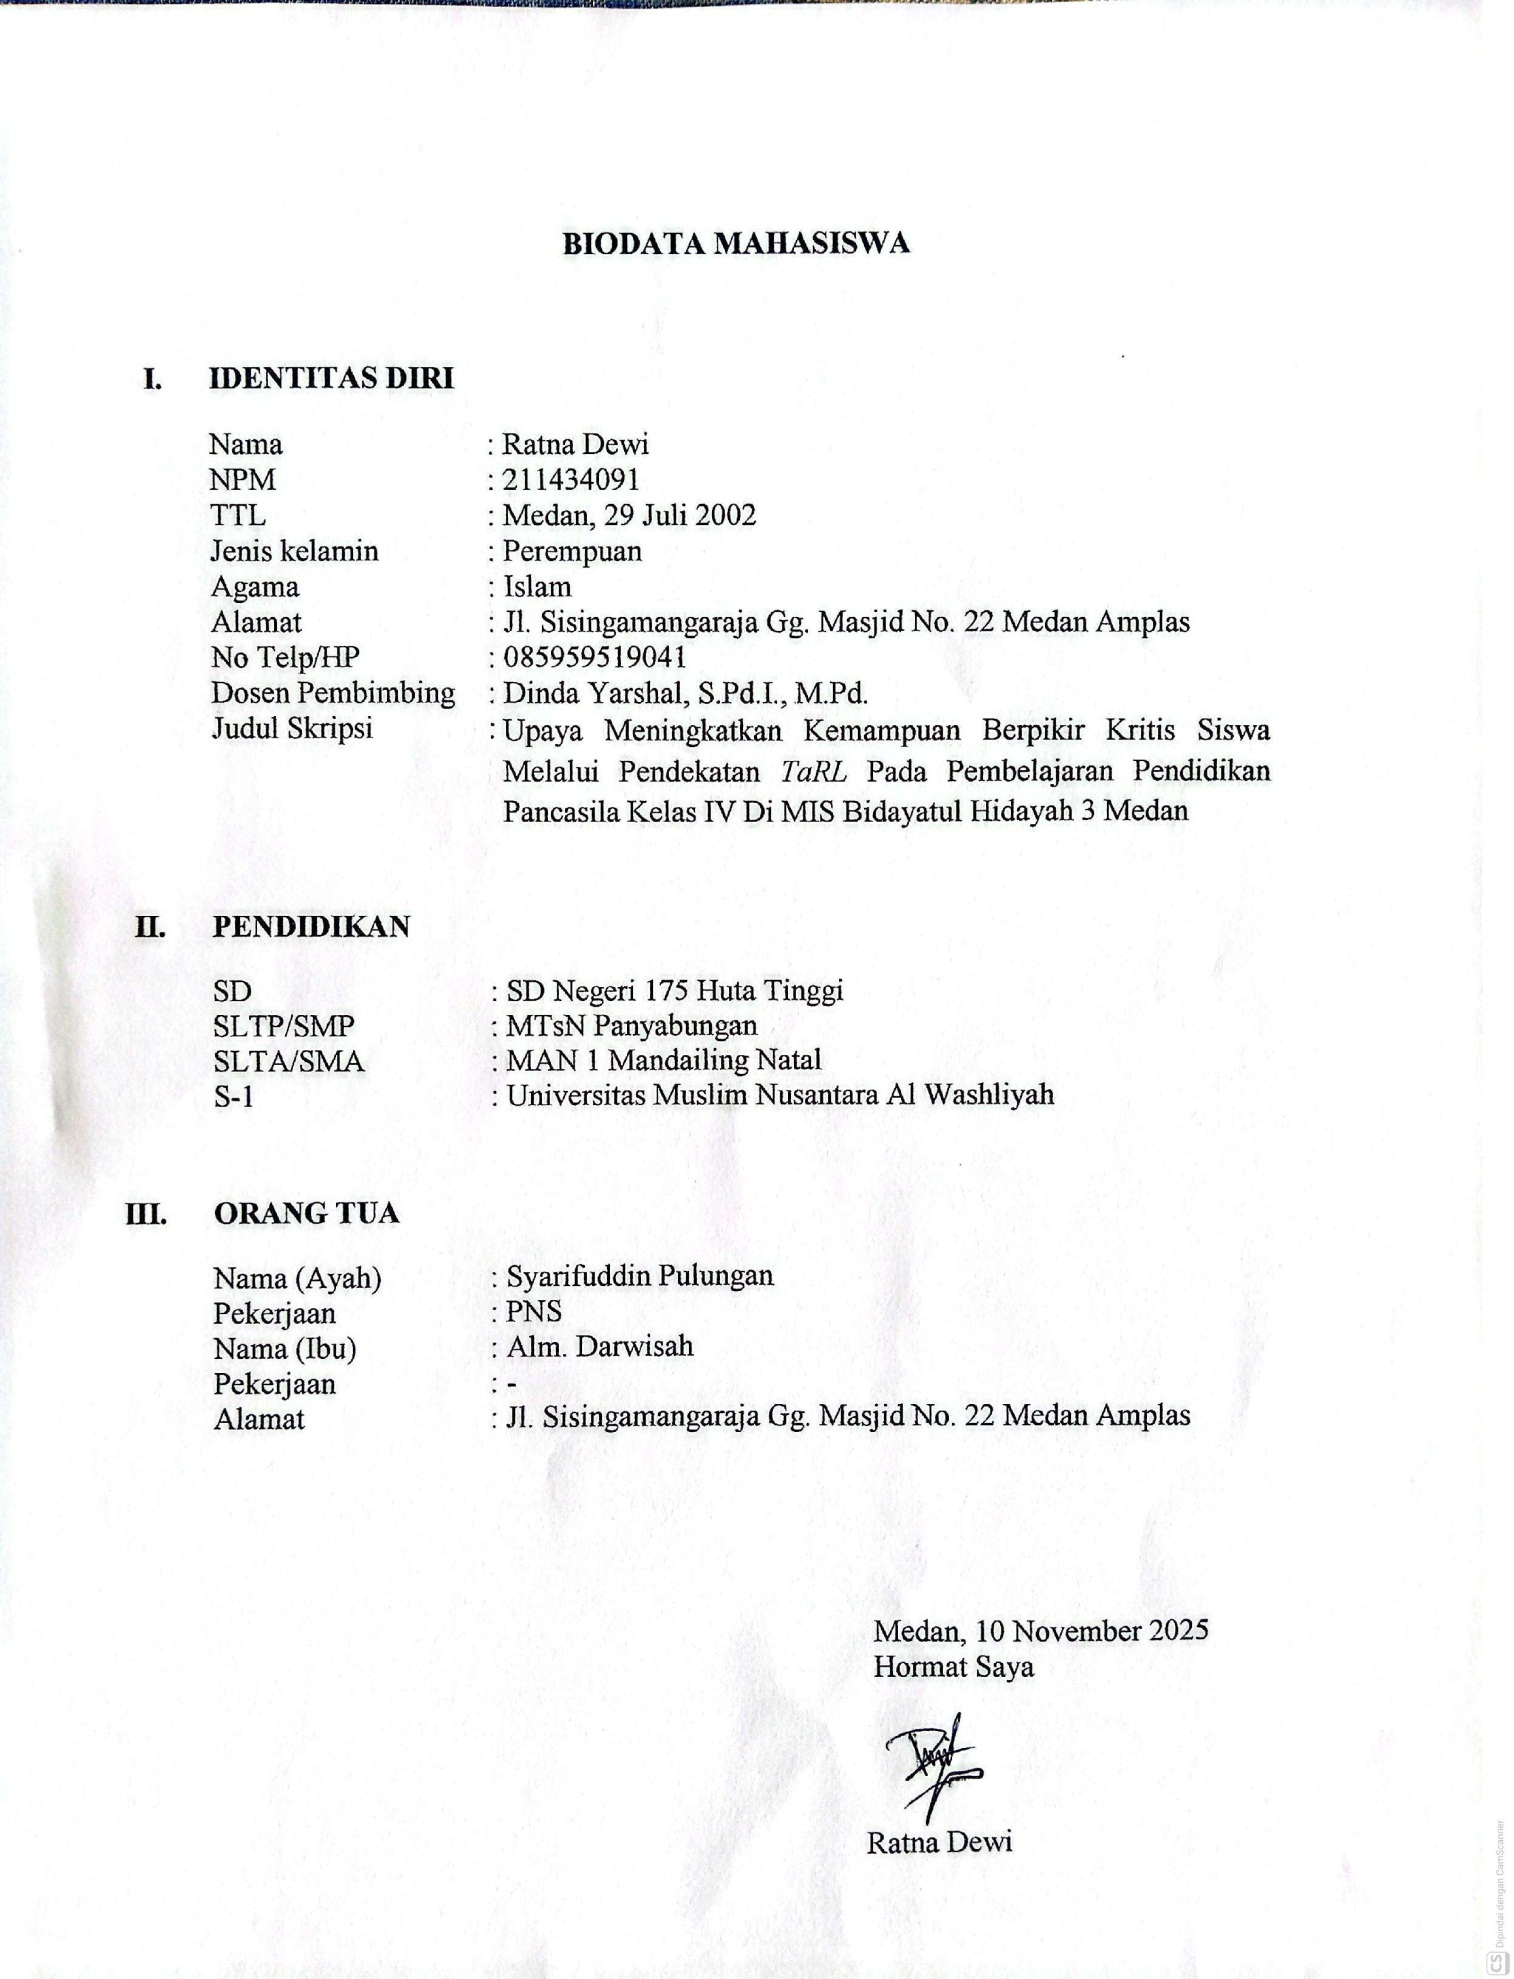 BIODATA MAHASISWA
I. IDENTITAS DIRI
Nama : Ratna Dewi
NPM : 211434091
TTL : Medan, 29 Juli 2002
Jenis kelamin : Perempuan
Agama : Islam
Alamat : Jl. Sisingamangaraja Gg. Masjid No. 22 Medan Amplas
No Telp/HP : 085959519041
Dosen Pembimbing : Dinda Yarshal, S.Pd.I., M.Pd.
Judul Skripsi : Upaya Meningkatkan Kemampuan Berpikir Kritis Siswa
Melalui Pendekatan TaRL Pada Pembelajaran Pendidikan
Pancasila Kelas IV Di MIS Bidayatul Hidayah 3 Medan
II. PENDIDIKAN
SD : SD Negeri 175 Huta Tinggi
SLTP/SMP : MTsN Panyabungan
SLTA/SMA : MAN 1 Mandailing Natal
S-1 : Universitas Muslim Nusantara Al Washliyah
III. ORANG TUA
Nama (Ayah) : Syarifuddin Pulungan
Pekerjaan : PNS
Nama (Ibu) : Alm. Darwisah
Pekerjaan : -
Alamat : Jl. Sisingamangaraja Gg. Masjid No. 22 Medan Amplas
Medan, 10 November 2025
Hormat Saya
Ratna Dewi
CS Dipindai dengan CamScanner